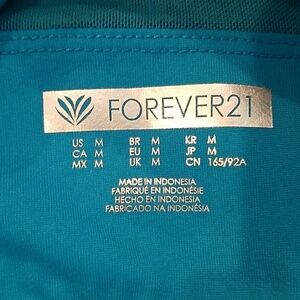 FOREVER21
US M BR M KR M
CA M EU M JP M
MX M UK M CN 165/92A
MADE IN INDONESIA
FABRIQUÉ EN INDONÉSIE
HECHO EN INDONESIA
FABRICADO NA INDONÉSIA